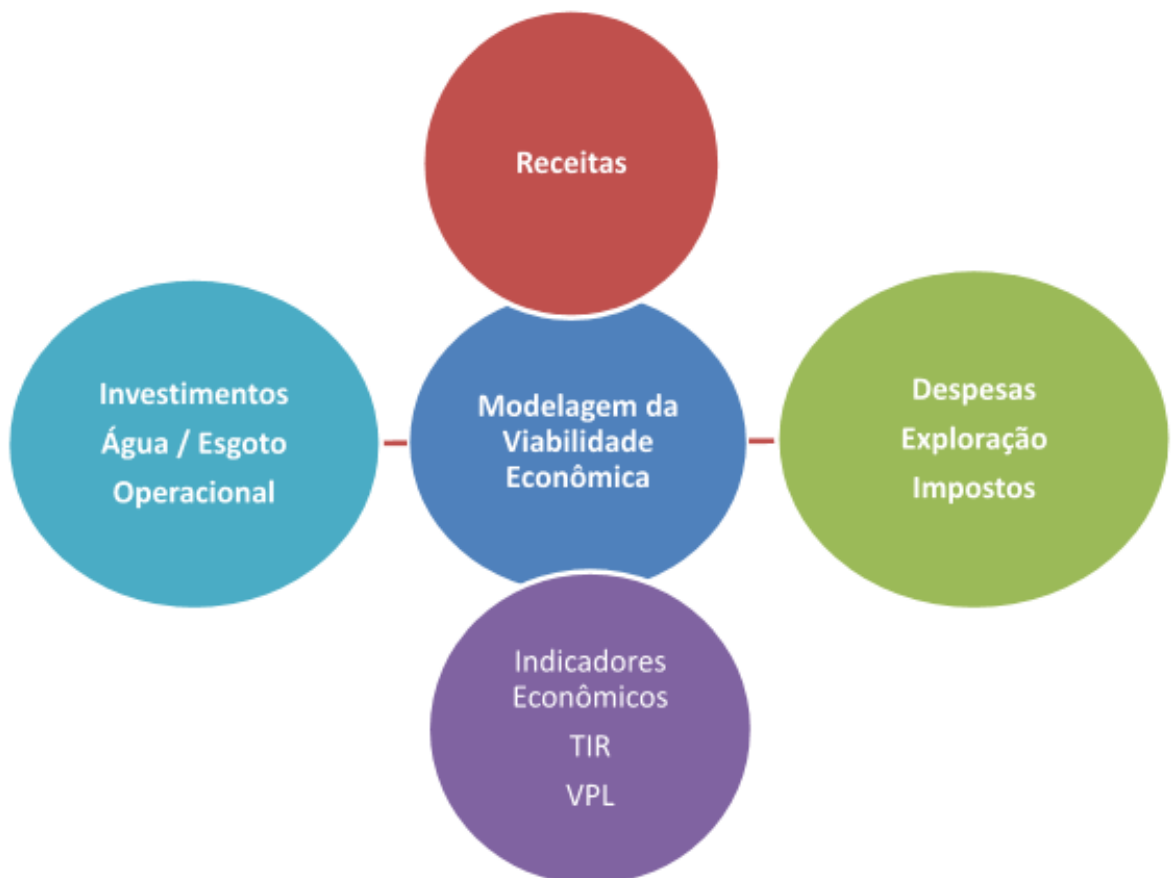 Receitas
Investimentos
Água / Esgoto
Operacional
Modelagem da
Viabilidade
Econômica
Despesas
Exploração
Impostos
Indicadores
Econômicos
TIR
VPL